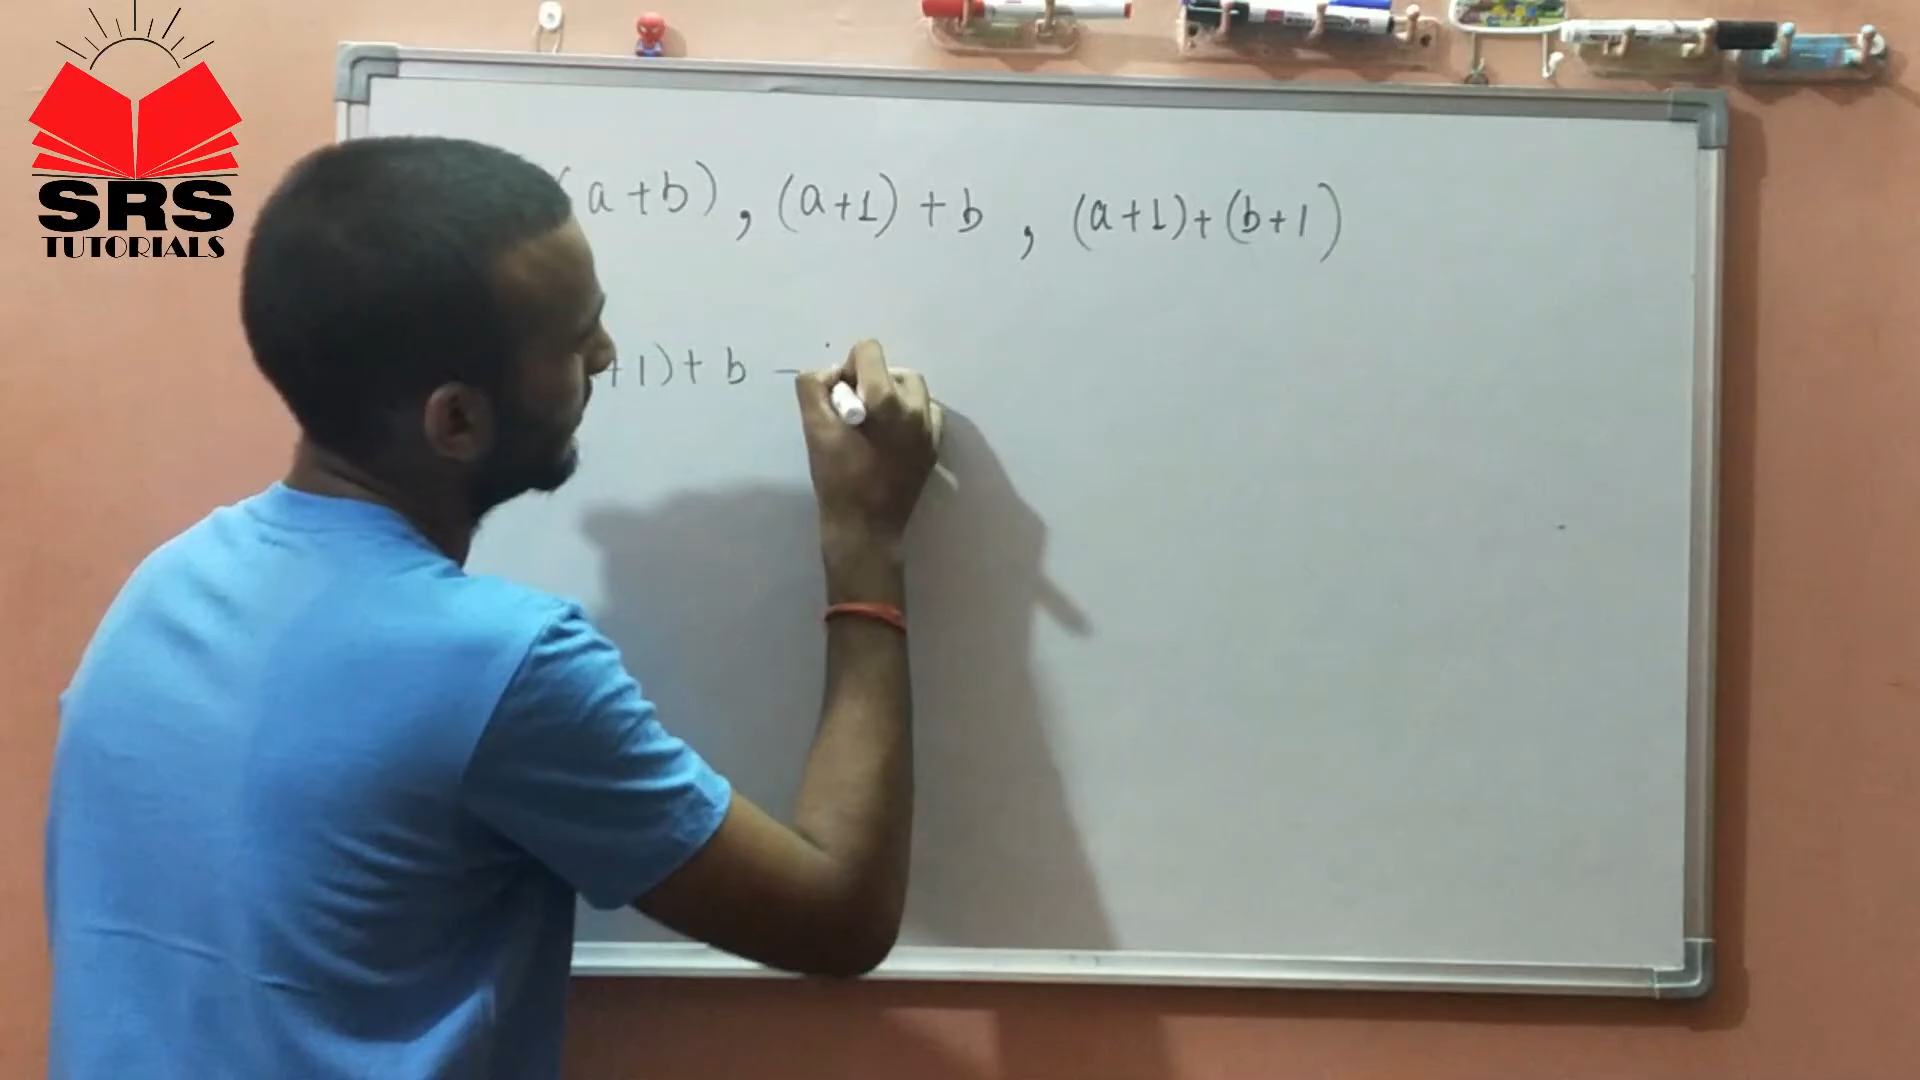 SRS
TUTORIALS
(a+b), (a+1)+b, (a+1)+(b+1)
+1)+ b -